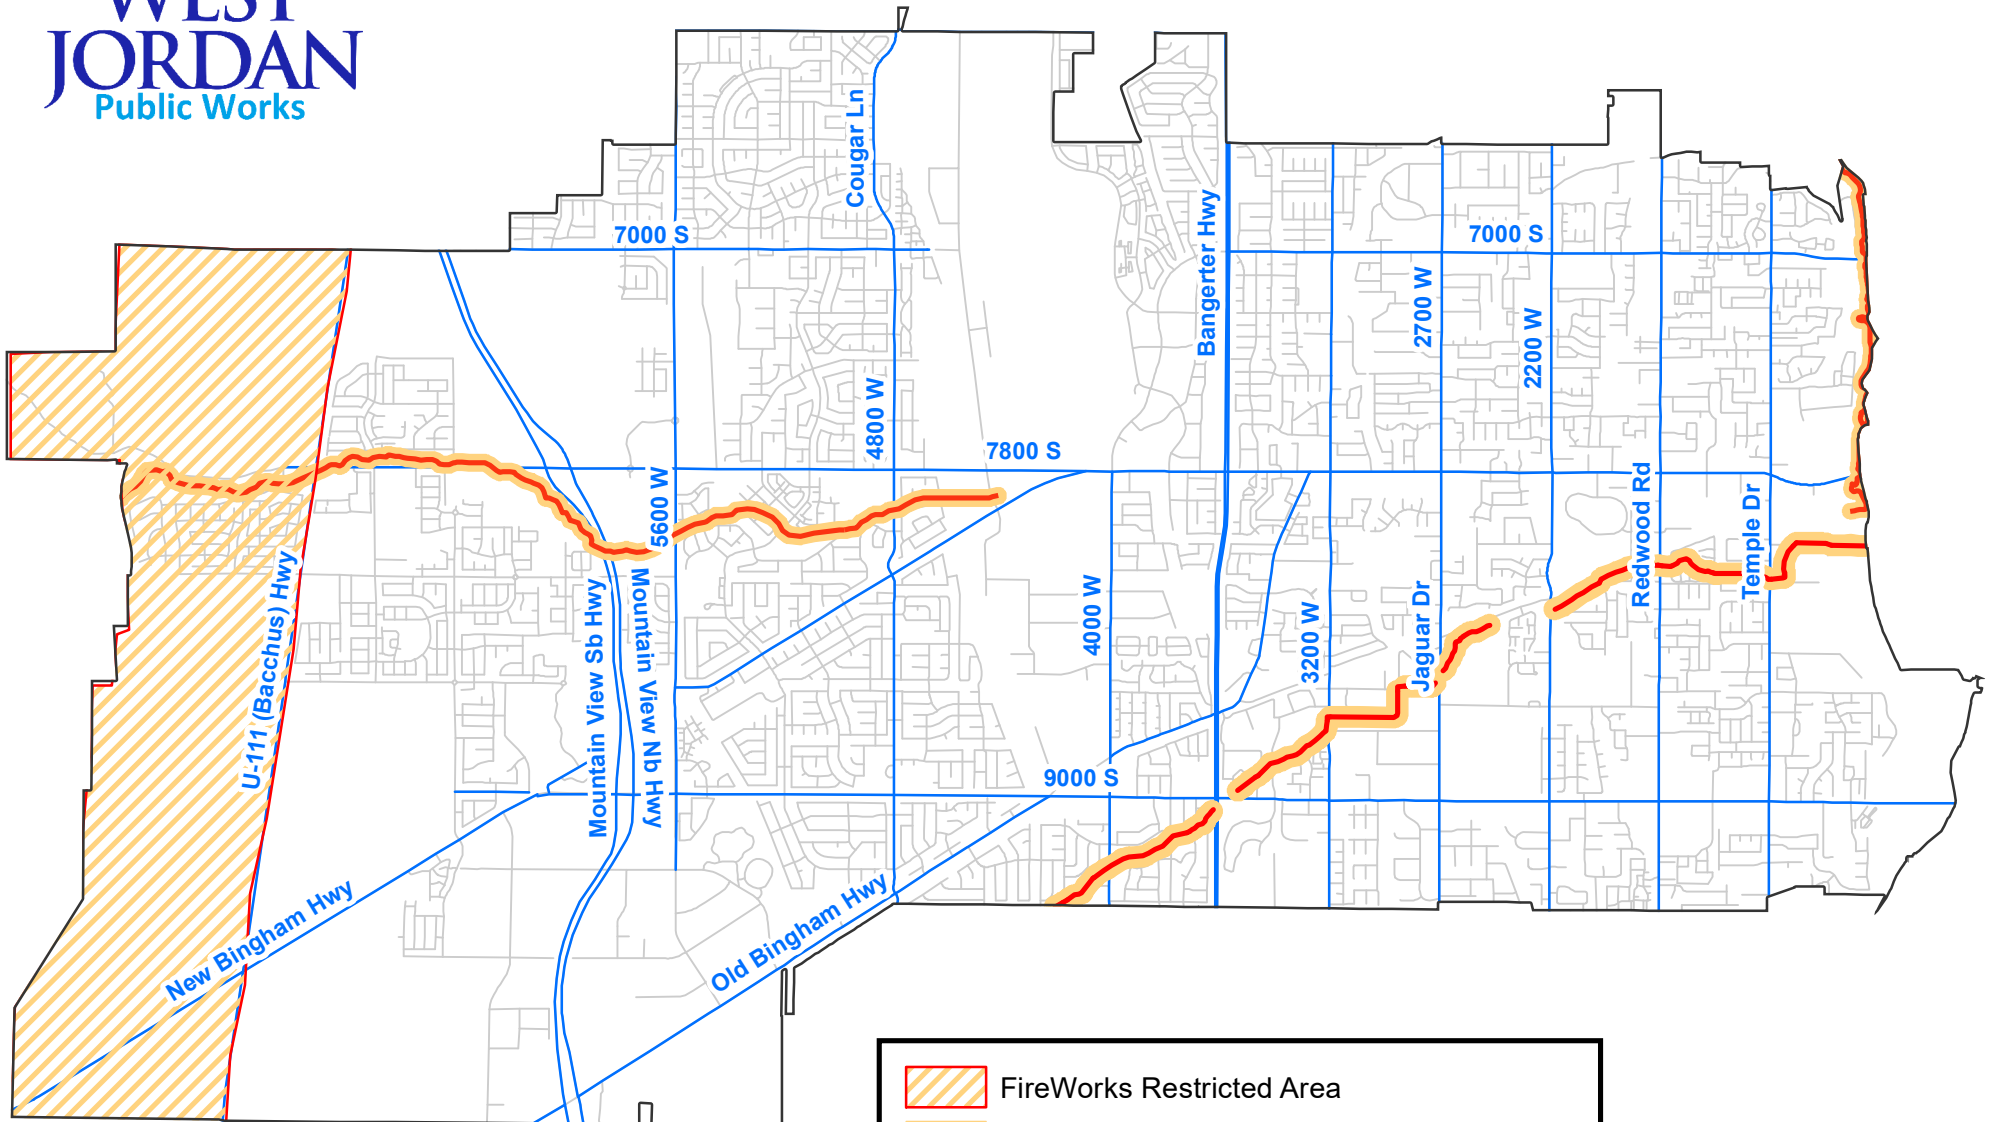 WEST
JORDAN
Public Works
Cougar Ln
7000 S
7000 S
Bangerter Hwy
2700 W
2200 W
4800 W
7800 S
5600 W
Redwood Rd
Temple Dr
U-111 (Bacchus) Hwy
Mountain View Sb Hwy
Mountain View Nb Hwy
4000 W
3200 W
Jaguar Dr
9000 S
New Bingham Hwy
Old Bingham Hwy
FireWorks Restricted Area